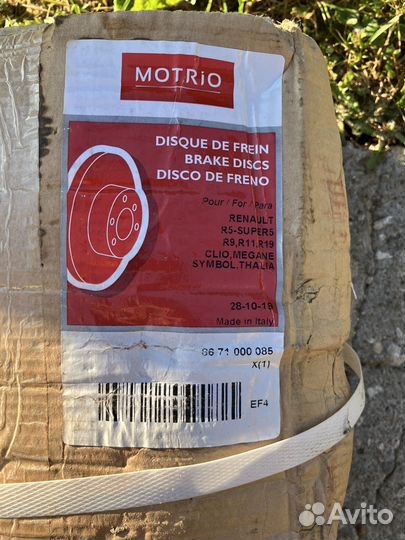 MOTRiO
DISQUE DE FREIN
BRAKE DISCS
DISCO DE FRENO
Pour / For / Para
RENAULT
R5-SUPER5
R9,R11,R19
CLIO,MEGANE
SYMBOL,THALIA
28-10-18
Made in Italy
86 71 000 085
X(1)
EF4
Avito